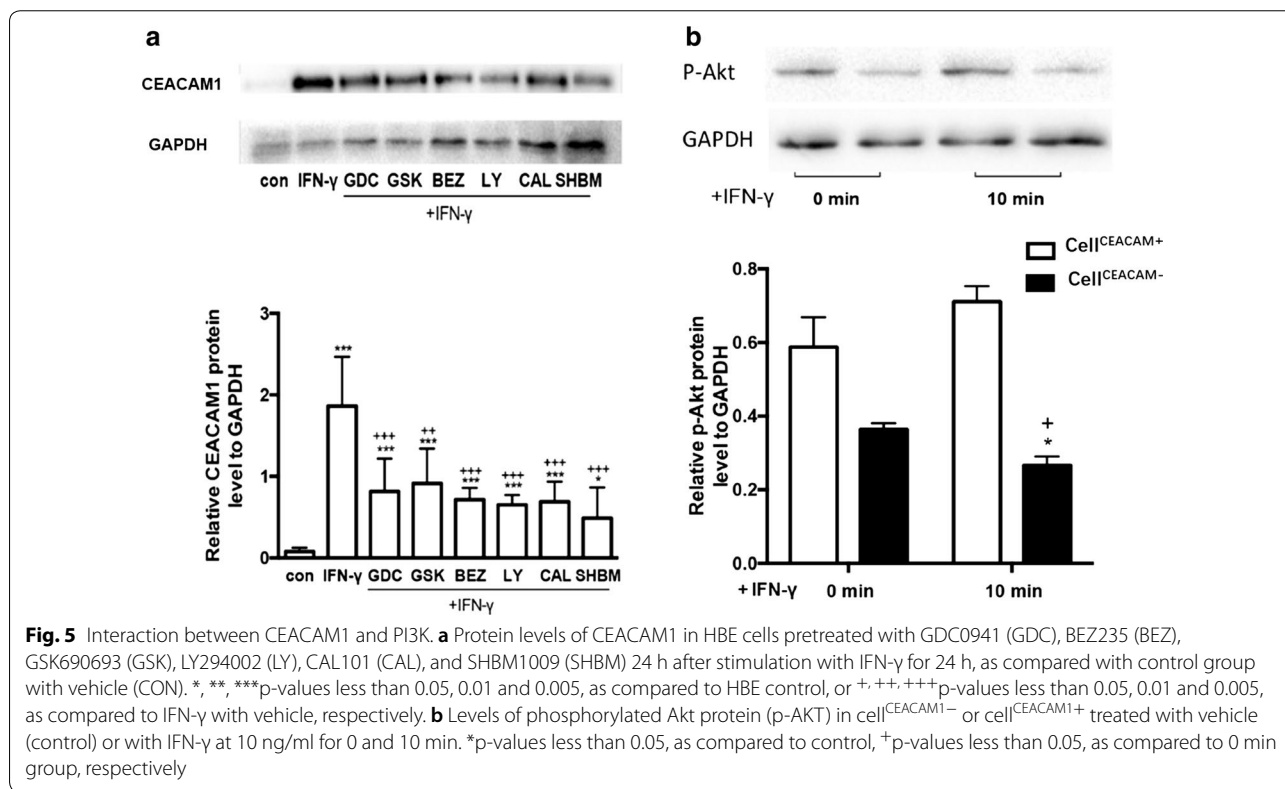 a
CEACAM1
GAPDH
con IFN-γ GDC GSK BEZ LY CAL SHBM
+IFN-γ
Relative CEACAM1 protein
level to GAPDH
3
2
1
0
***
+++
***
++
***
+++
***
+++
***
+++
***
+++
*
con IFN-γ GDC GSK BEZ LY CAL SHBM
+IFN-γ
b
P-Akt
GAPDH
+IFN-γ 0 min 10 min
Cell^CEACAM+
Cell^CEACAM-
Relative p-Akt protein
level to GAPDH
0.8
0.6
0.4
0.2
0.0
+
*
+ IFN-γ 0 min 10 min
Fig. 5 Interaction between CEACAM1 and PI3K. a Protein levels of CEACAM1 in HBE cells pretreated with GDC0941 (GDC), BEZ235 (BEZ),
GSK690693 (GSK), LY294002 (LY), CAL101 (CAL), and SHBM1009 (SHBM) 24 h after stimulation with IFN-γ for 24 h, as compared with control group
with vehicle (CON). *, **, ***p-values less than 0.05, 0.01 and 0.005, as compared to HBE control, or +, ++, +++p-values less than 0.05, 0.01 and 0.005,
as compared to IFN-γ with vehicle, respectively. b Levels of phosphorylated Akt protein (p-AKT) in cell^CEACAM1− or cell^CEACAM1+ treated with vehicle
(control) or with IFN-γ at 10 ng/ml for 0 and 10 min. *p-values less than 0.05, as compared to control, +p-values less than 0.05, as compared to 0 min
group, respectively